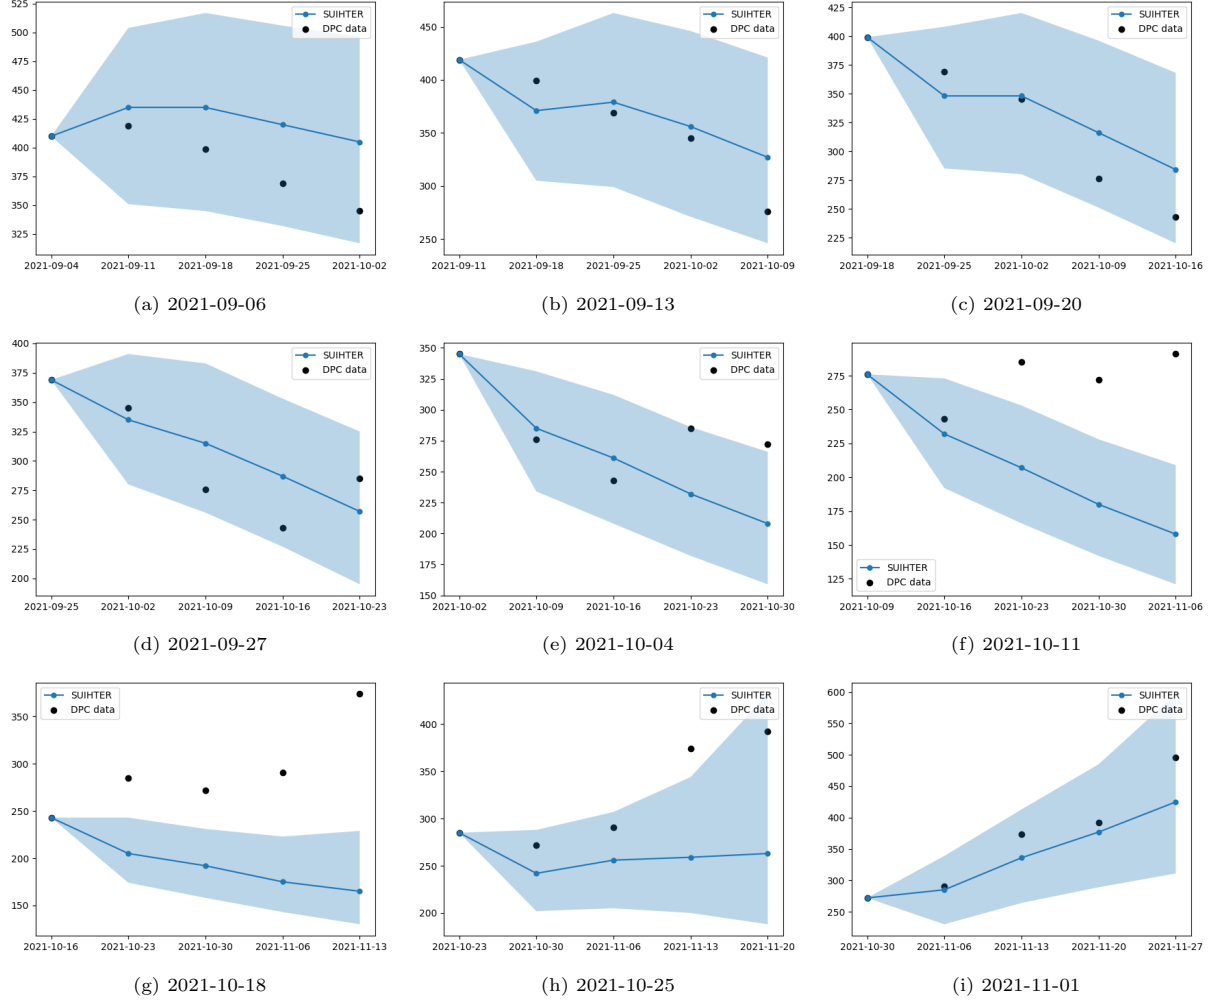 525
500
475
450
425
400
375
350
325
SUIHTER
DPC data
2021-09-04 2021-09-11 2021-09-18 2021-09-25 2021-10-02
(a) 2021-09-06
450
400
350
300
250
SUIHTER
DPC data
2021-09-11 2021-09-18 2021-09-25 2021-10-02 2021-10-09
(b) 2021-09-13
425
400
375
350
325
300
275
250
225
SUIHTER
DPC data
2021-09-18 2021-09-25 2021-10-02 2021-10-09 2021-10-16
(c) 2021-09-20
400
375
350
325
300
275
250
225
200
SUIHTER
DPC data
2021-09-25 2021-10-02 2021-10-09 2021-10-16 2021-10-23
(d) 2021-09-27
350
325
300
275
250
225
200
175
150
SUIHTER
DPC data
2021-10-02 2021-10-09 2021-10-16 2021-10-23 2021-10-30
(e) 2021-10-04
275
250
225
200
175
150
125
SUIHTER
DPC data
2021-10-09 2021-10-16 2021-10-23 2021-10-30 2021-11-06
(f) 2021-10-11
350
300
250
200
150
SUIHTER
DPC data
2021-10-16 2021-10-23 2021-10-30 2021-11-06 2021-11-13
(g) 2021-10-18
400
350
300
250
200
SUIHTER
DPC data
2021-10-23 2021-10-30 2021-11-06 2021-11-13 2021-11-20
(h) 2021-10-25
600
550
500
450
400
350
300
250
SUIHTER
DPC data
2021-10-30 2021-11-06 2021-11-13 2021-11-20 2021-11-27
(i) 2021-11-01